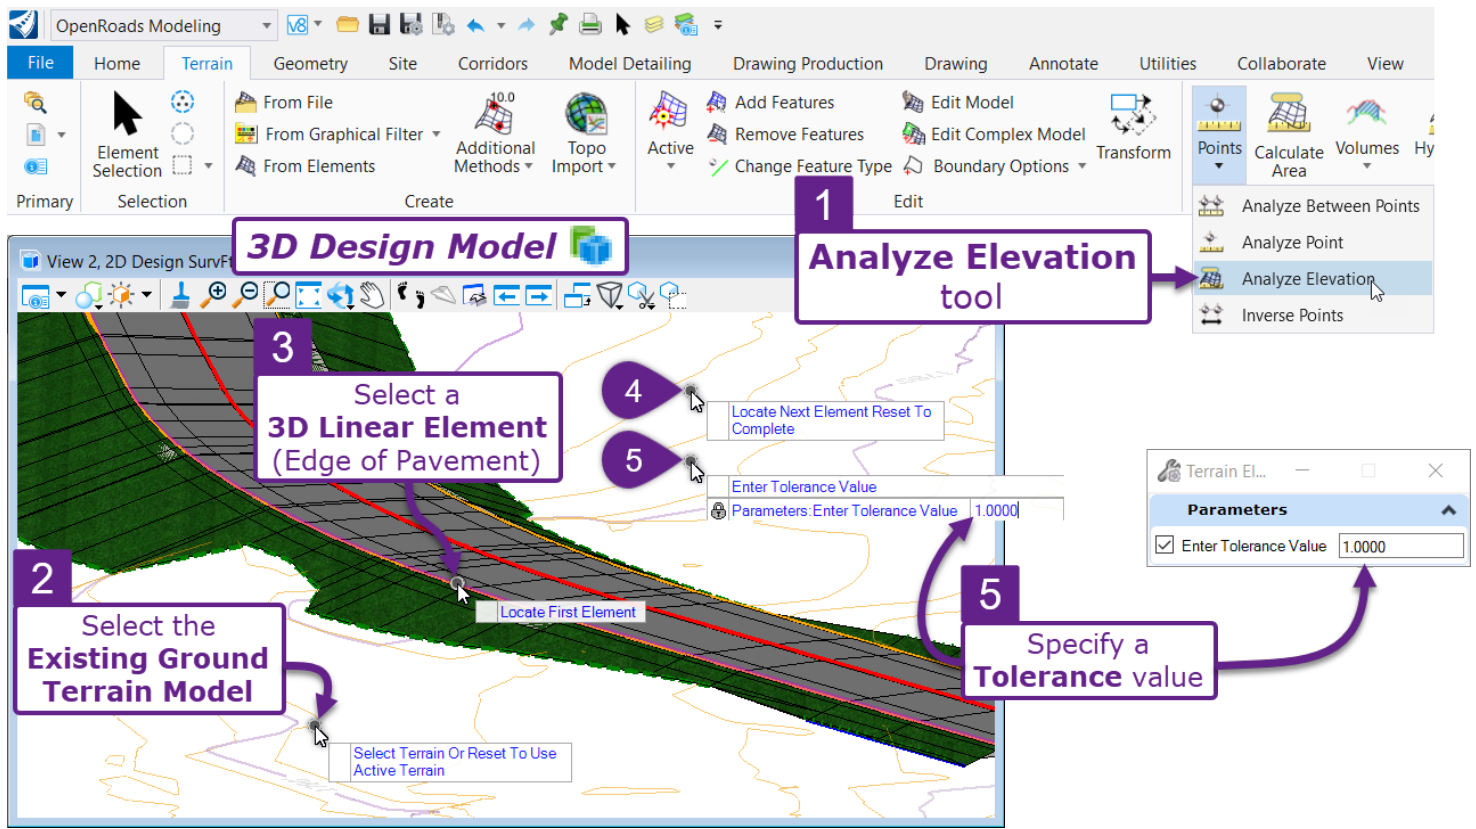 OpenRoads Modeling
V8
File Home Terrain Geometry Site Corridors Model Detailing Drawing Production Drawing Annotate Utilities Collaborate View
Element
Selection
From File
From Graphical Filter
From Elements
10.0
Additional
Methods
Topo
Import
Active
Add Features
Remove Features
Change Feature Type
Edit Model
Edit Complex Model
Boundary Options
Transform
Points
Calculate
Area
Volumes
Hy
Primary Selection Create Edit
Analyze Between Points
Analyze Point
Analyze Elevation
Inverse Points
1
Analyze Elevation
tool
View 2, 2D Design SurvFt
3D Design Model
3
Select a
3D Linear Element
(Edge of Pavement)
4
Locate Next Element Reset To
Complete
5
Enter Tolerance Value
Parameters:Enter Tolerance Value 1.0000
Terrain El...
Parameters
Enter Tolerance Value 1.0000
2
Select the
Existing Ground
Terrain Model
Locate First Element
5
Specify a
Tolerance value
Select Terrain Or Reset To Use
Active Terrain